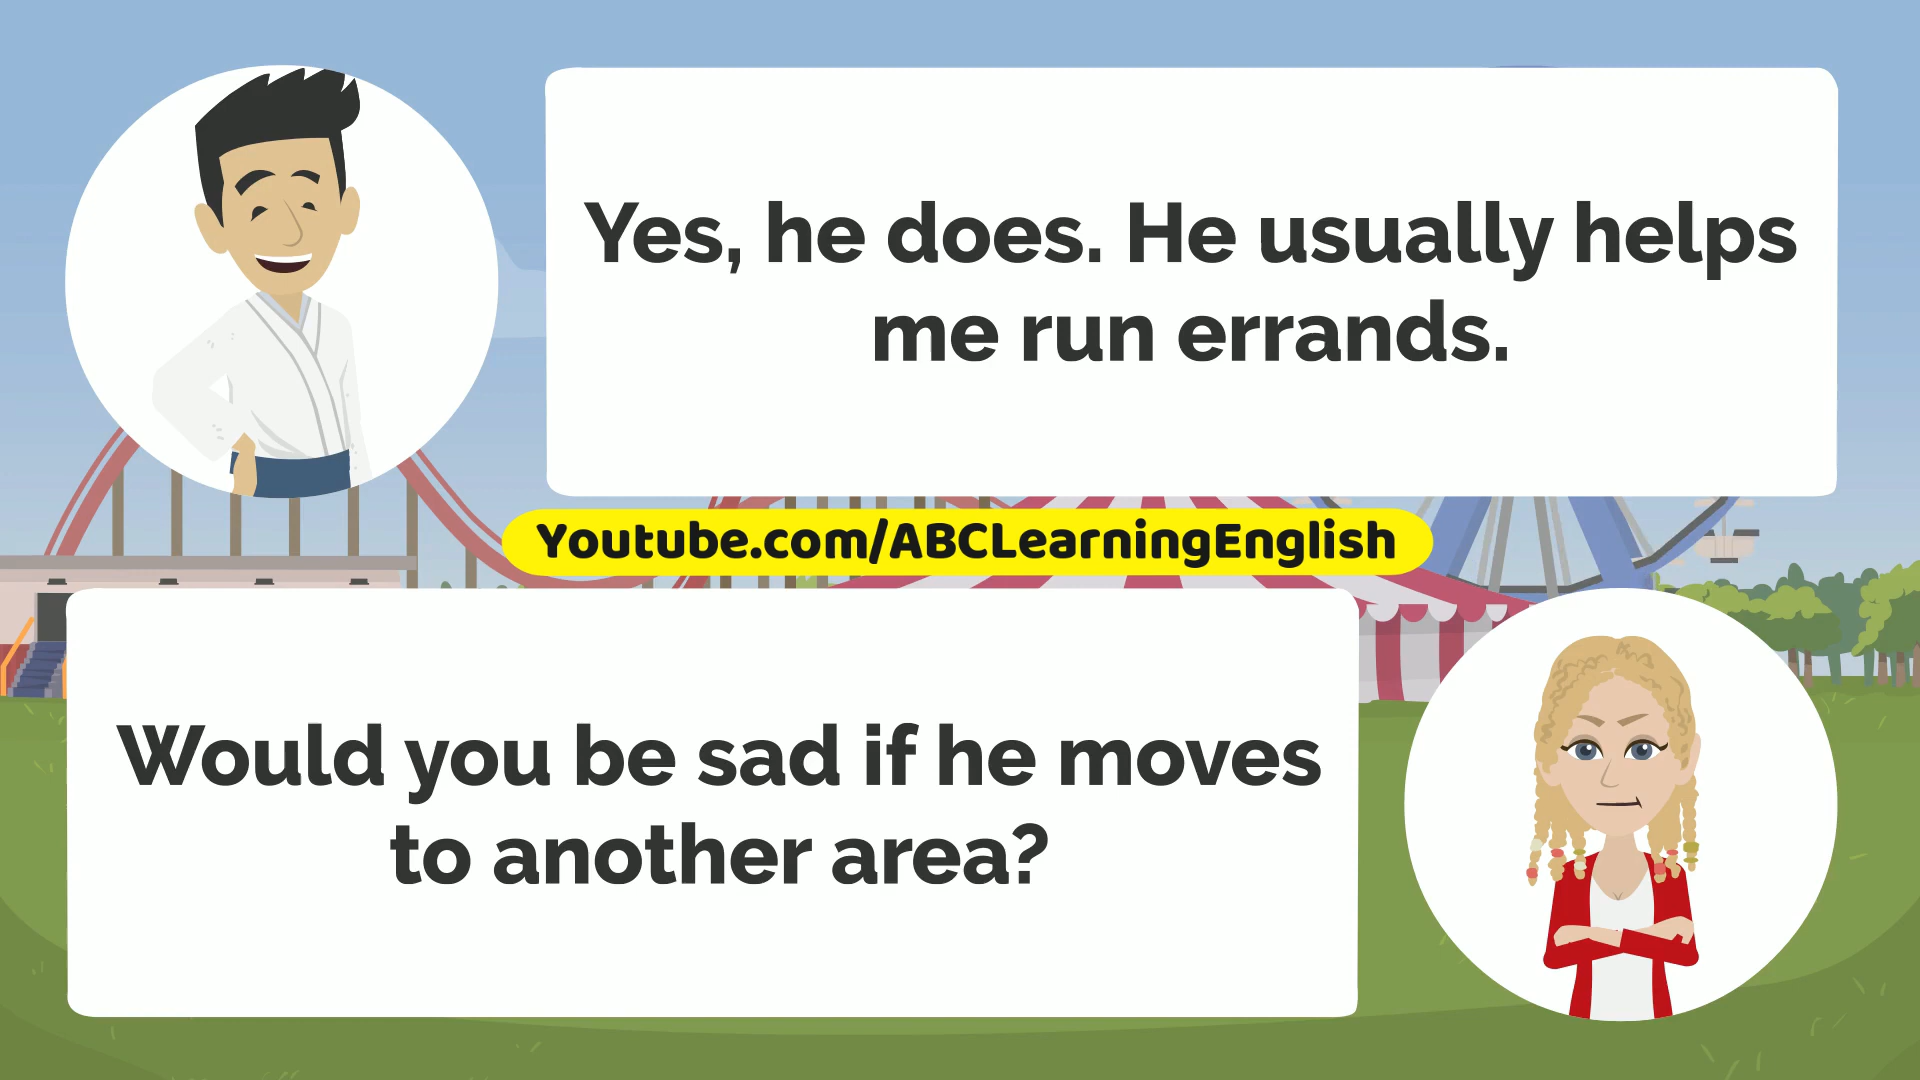 Yes, he does. He usually helps
me run errands.
Youtube.com/ABCLearningEnglish
Would you be sad if he moves
to another area?